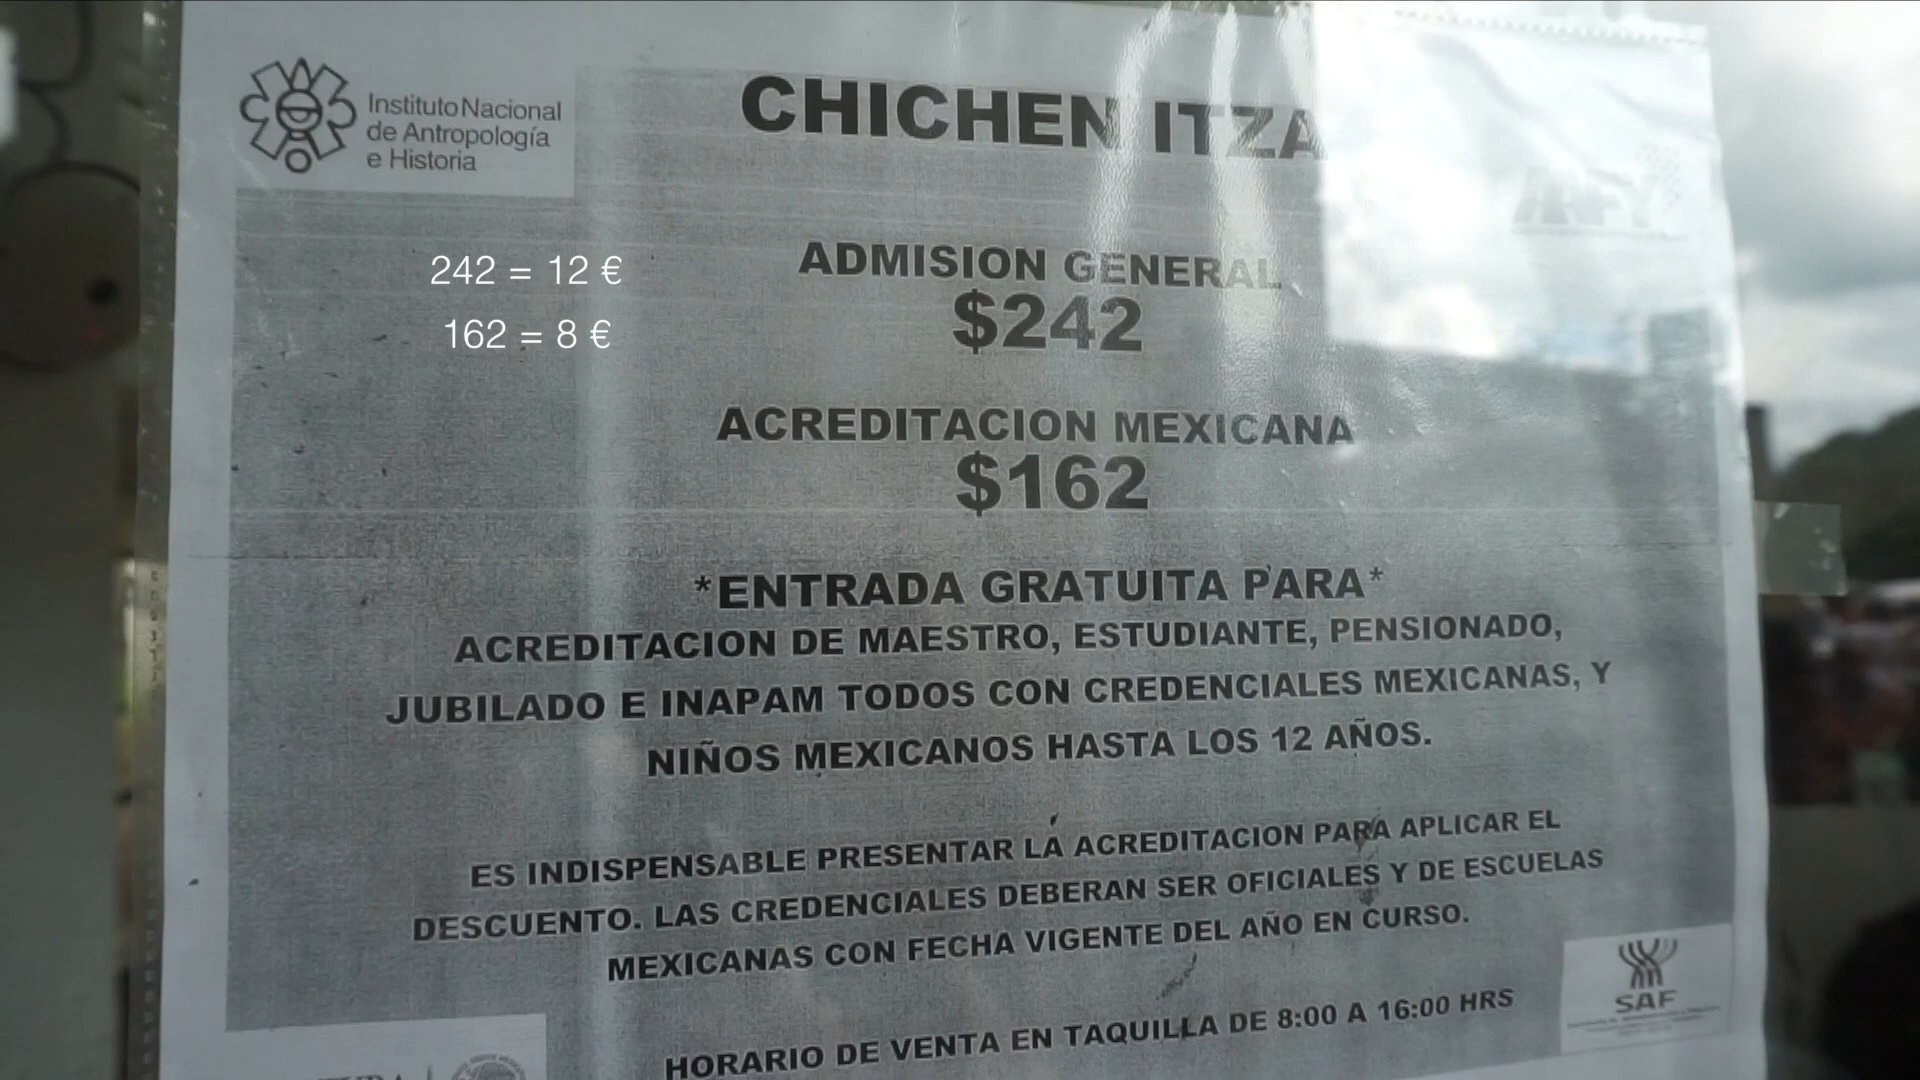 Instituto Nacional
de Antropología
e Historia
CHICHEN ITZA
242 = 12 €
162 = 8 €
ADMISION GENERAL
$242
ACREDITACION MEXICANA
$162
*ENTRADA GRATUITA PARA*
ACREDITACION DE MAESTRO, ESTUDIANTE, PENSIONADO,
JUBILADO E INAPAM TODOS CON CREDENCIALES MEXICANAS, Y
NIÑOS MEXICANOS HASTA LOS 12 AÑOS.
ES INDISPENSABLE PRESENTAR LA ACREDITACION PARA APLICAR EL
DESCUENTO. LAS CREDENCIALES DEBERAN SER OFICIALES Y DE ESCUELAS
MEXICANAS CON FECHA VIGENTE DEL AÑO EN CURSO.
SAF
HORARIO DE VENTA EN TAQUILLA DE 8:00 A 16:00 HRS